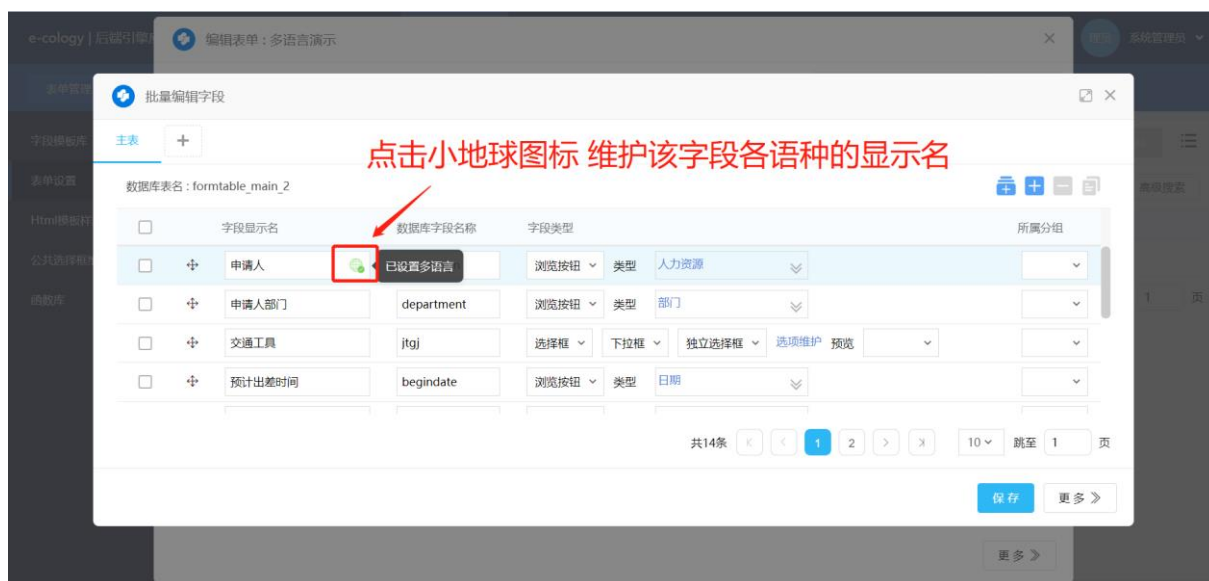 e-cology | 后端引擎
编辑表单 : 多语言演示
系统管理员
表单管理
批量编辑字段
字段模板库
主表
点击小地球图标 维护该字段各语种的显示名
表单设置
数据库表名 : formtable_main_2
高级搜索
Html模板打
字段显示名 数据库字段名称 字段类型 所属分组
公共选择框
申请人 已设置多语言 浏览按钮 类型 人力资源
函数库
申请人部门 department 浏览按钮 类型 部门
1 页
交通工具 jtgj 选择框 下拉框 独立选择框 选项维护 预览
预计出差时间 begindate 浏览按钮 类型 日期
共14条 1 2 10 跳至 1 页
保存 更多
更多